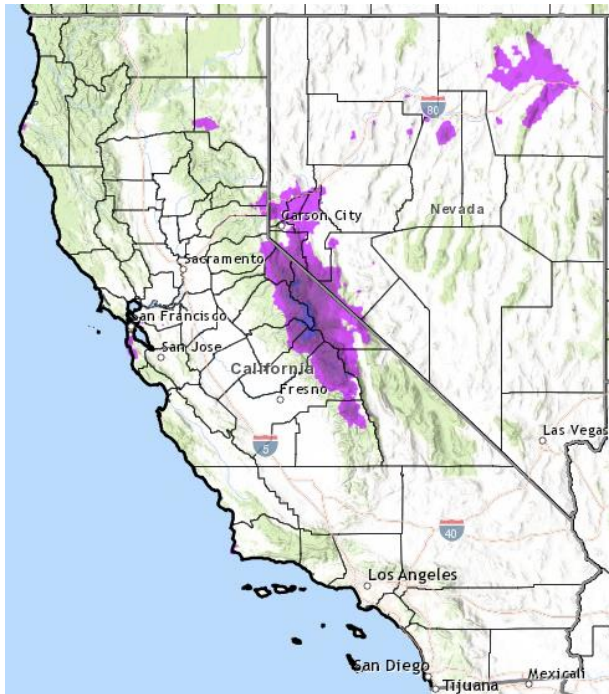 80
Nevada
Carson City
Sacramento
San Francisco
San Jose
California
Fresno
Las Vegas
5
40
Los Angeles
San Diego
Tijuana
Mexicali